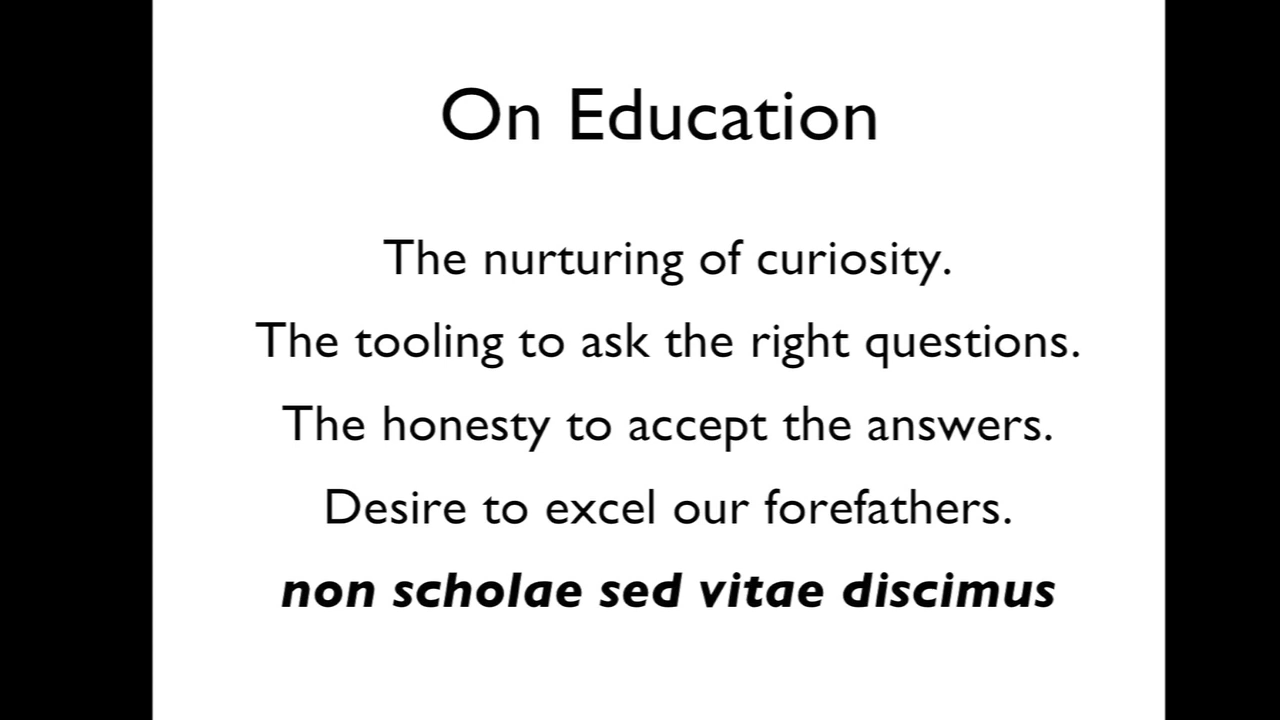 On Education
The nurturing of curiosity.
The tooling to ask the right questions.
The honesty to accept the answers.
Desire to excel our forefathers.
non scholae sed vitae discimus